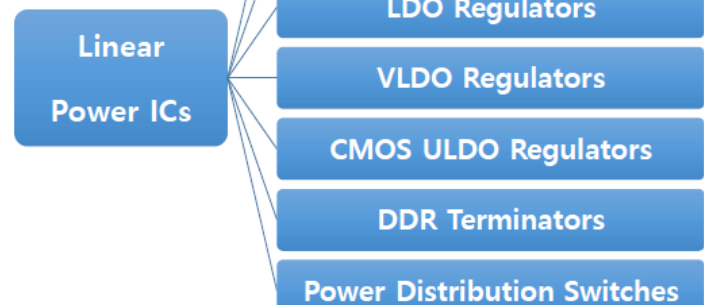 Linear
Power ICs
LDO Regulators
VLDO Regulators
CMOS ULDO Regulators
DDR Terminators
Power Distribution Switches